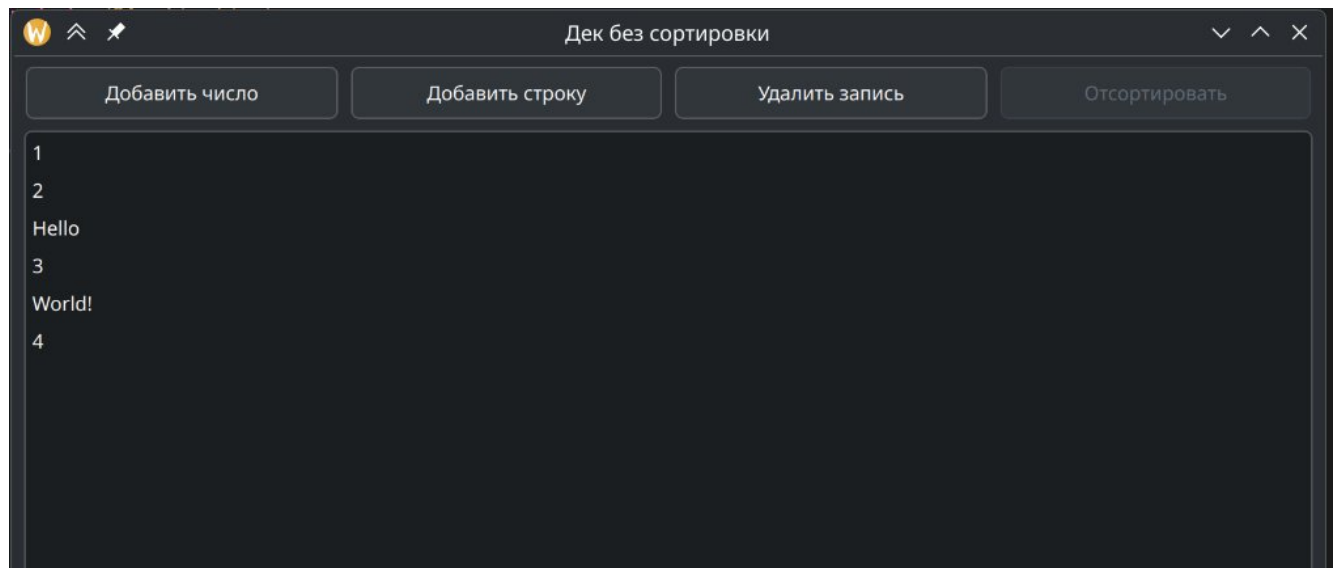 Дек без сортировки
Добавить число Добавить строку Удалить запись Отсортировать
1
2
Hello
3
World!
4